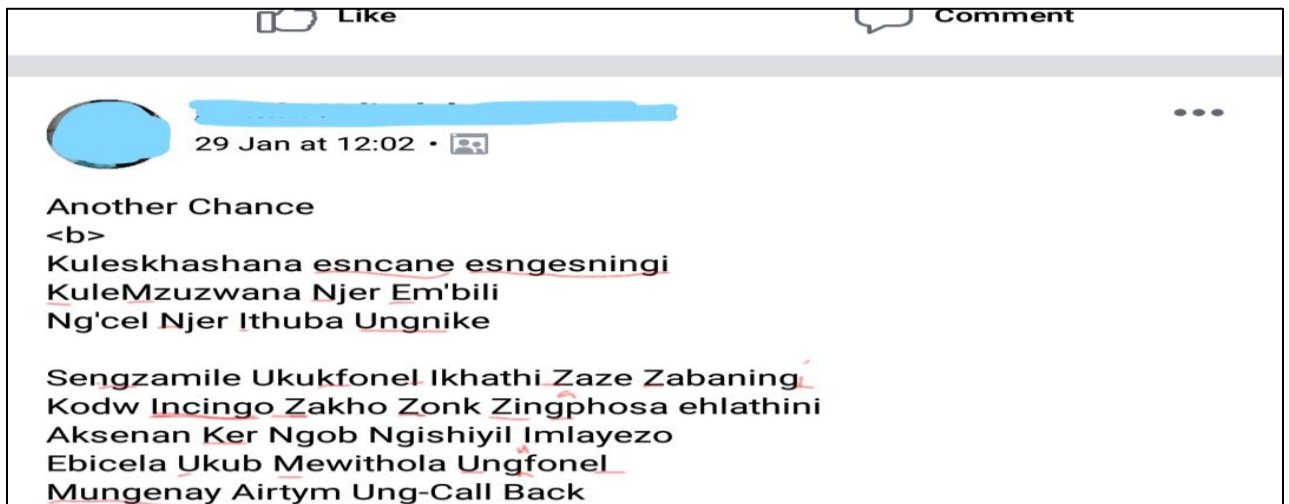 Like Comment
29 Jan at 12:02 •
Another Chance
<b>
Kuleskhashana esncane esngesningi
KuleMzuzwana Njer Em'bili
Ng'cel Njer Ithuba Ungnike
Sengzamile Ukukfonel Ikhathi Zaze Zabaning
Kodw Incingo Zakho Zonk Zingphosa ehlathini
Aksenan Ker Ngob Ngishiyil Imlayezo
Ebicela Ukub Mewithola Ungfonel
Mungenay Airtym Ung-Call Back